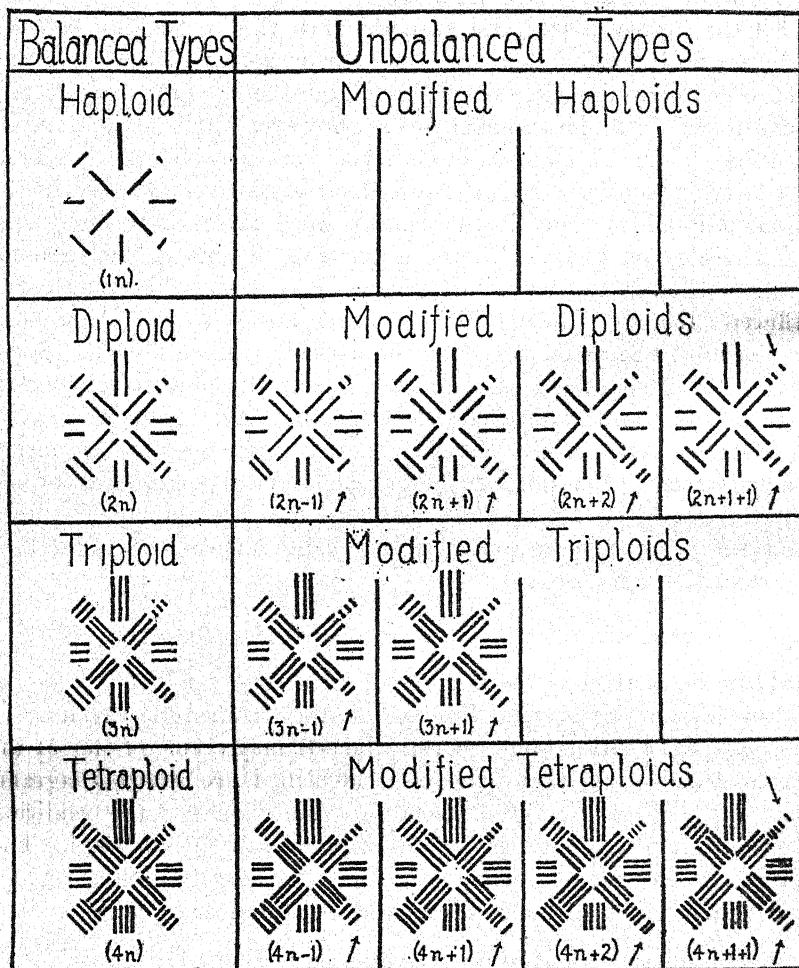 Balanced Types Unbalanced Types
Haploid Modified Haploids
(1n).
Diploid Modified Diploids
(2n) (2n-1) (2n+1) (2n+2) (2n+1+1)
Triploid Modified Triploids
(3n) (3n-1) (3n+1)
Tetraploid Modified Tetraploids
(4n) (4n-1) (4n+1) (4n+2) (4n+1+1)